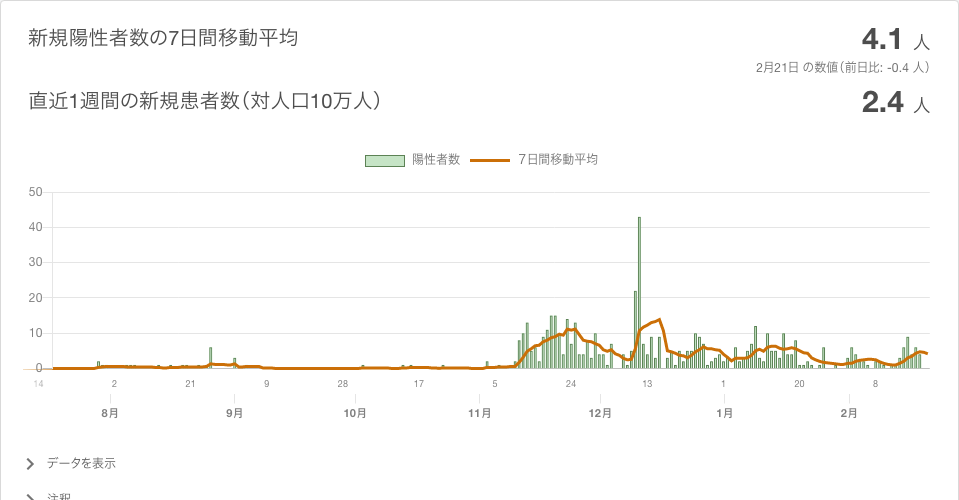 新規陽性者数の7日間移動平均
4.1 人
2月21日 の数値（前日比: -0.4 人）
直近1週間の新規患者数（対人口10万人）
2.4 人
陽性者数 7日間移動平均
50
40
30
20
10
0
14 2 21 9 28 17 5 24 13 1 20 8
8月 9月 10月 11月 12月 1月 2月
データを表示
注釈